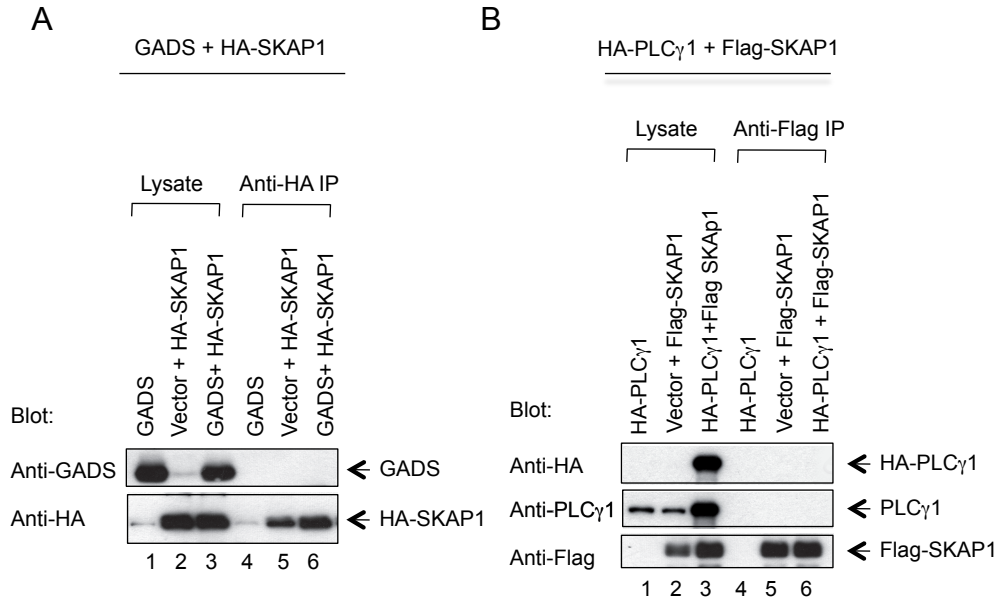 A
GADS + HA-SKAP1
Lysate
Anti-HA IP
GADS
Vector + HA-SKAP1
GADS+ HA-SKAP1
GADS
Vector + HA-SKAP1
GADS+ HA-SKAP1
Blot:
Anti-GADS
GADS
Anti-HA
HA-SKAP1
1 2 3 4 5 6
B
HA-PLCγ1 + Flag-SKAP1
Lysate
Anti-Flag IP
HA-PLCγ1
Vector + Flag-SKAP1
HA-PLCγ1+Flag SKAp1
HA-PLCγ1
Vector + Flag-SKAP1
HA-PLCγ1 + Flag-SKAP1
Blot:
Anti-HA
HA-PLCγ1
Anti-PLCγ1
PLCγ1
Anti-Flag
Flag-SKAP1
1 2 3 4 5 6